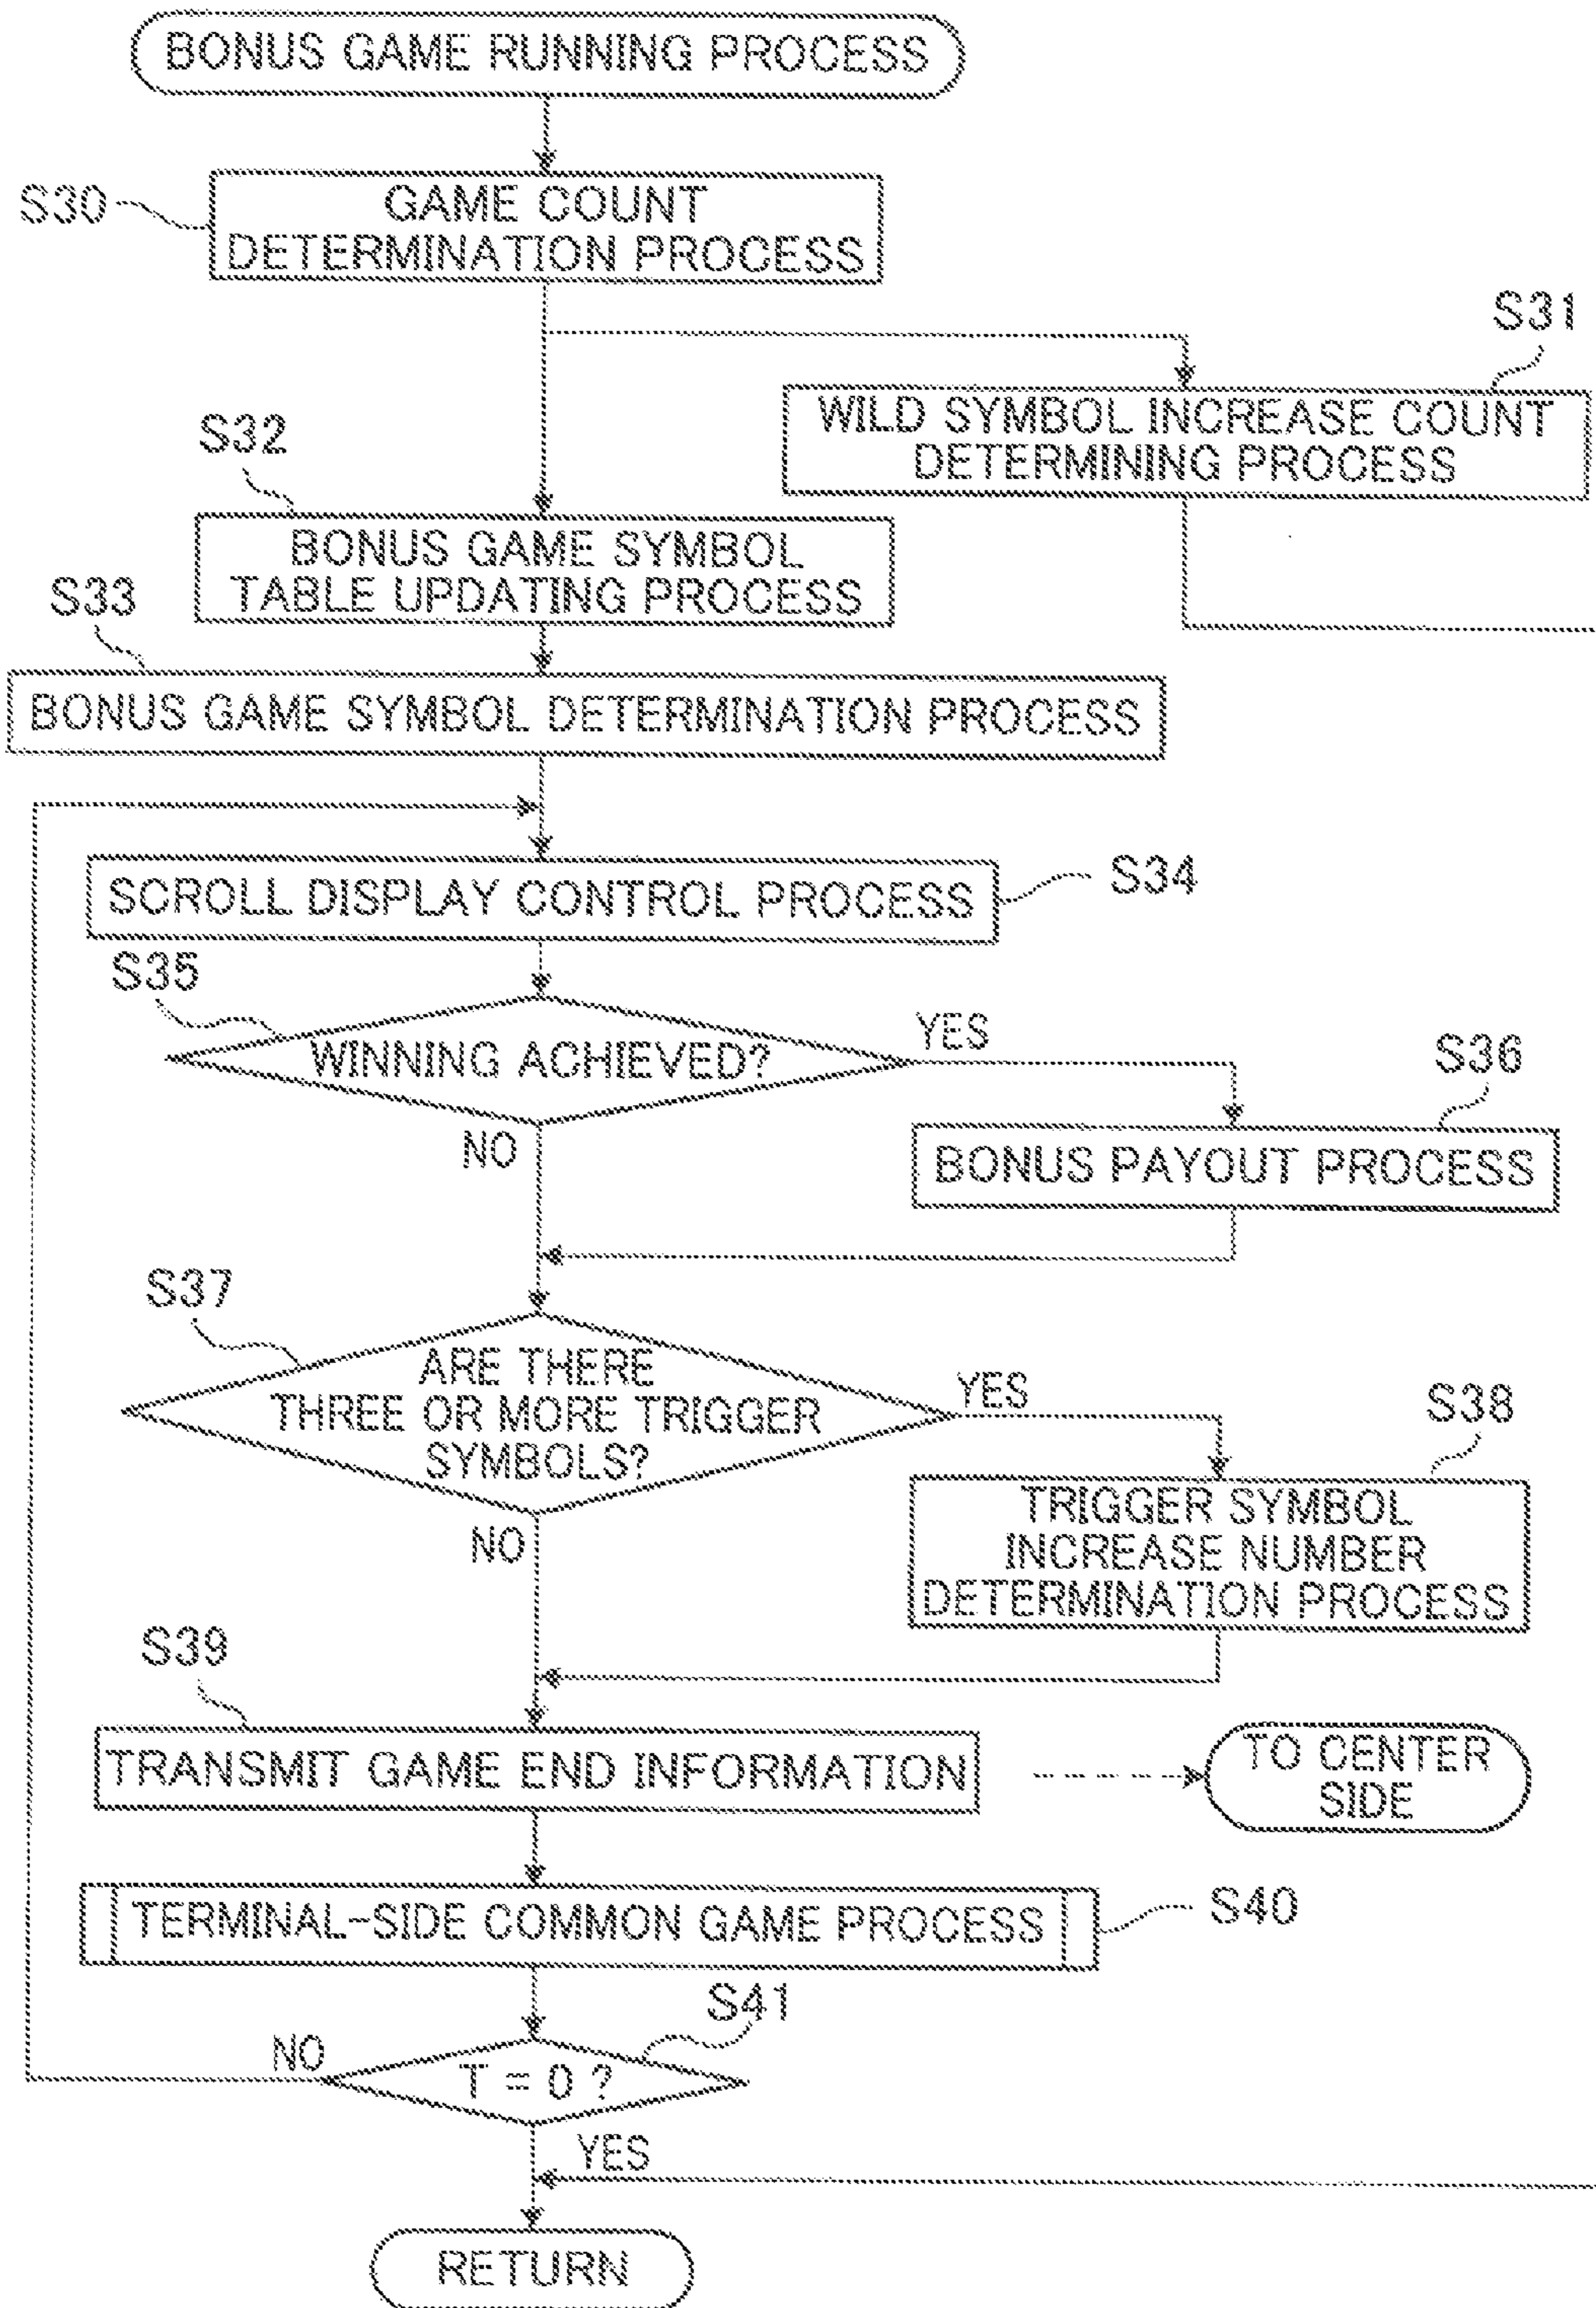 BONUS GAME RUNNING PROCESS
S30
GAME COUNT
DETERMINATION PROCESS
S31
WILD SYMBOL INCREASE COUNT
DETERMINING PROCESS
S32
BONUS GAME SYMBOL
TABLE UPDATING PROCESS
S33
BONUS GAME SYMBOL DETERMINATION PROCESS
SCROLL DISPLAY CONTROL PROCESS
S34
S35
WINNING ACHIEVED?
YES
NO
S36
BONUS PAYOUT PROCESS
S37
ARE THERE
THREE OR MORE TRIGGER
SYMBOLS?
YES
NO
S38
TRIGGER SYMBOL
INCREASE NUMBER
DETERMINATION PROCESS
S39
TRANSMIT GAME END INFORMATION
TO CENTER
SIDE
TERMINAL-SIDE COMMON GAME PROCESS
S40
S41
T = 0 ?
NO
YES
RETURN